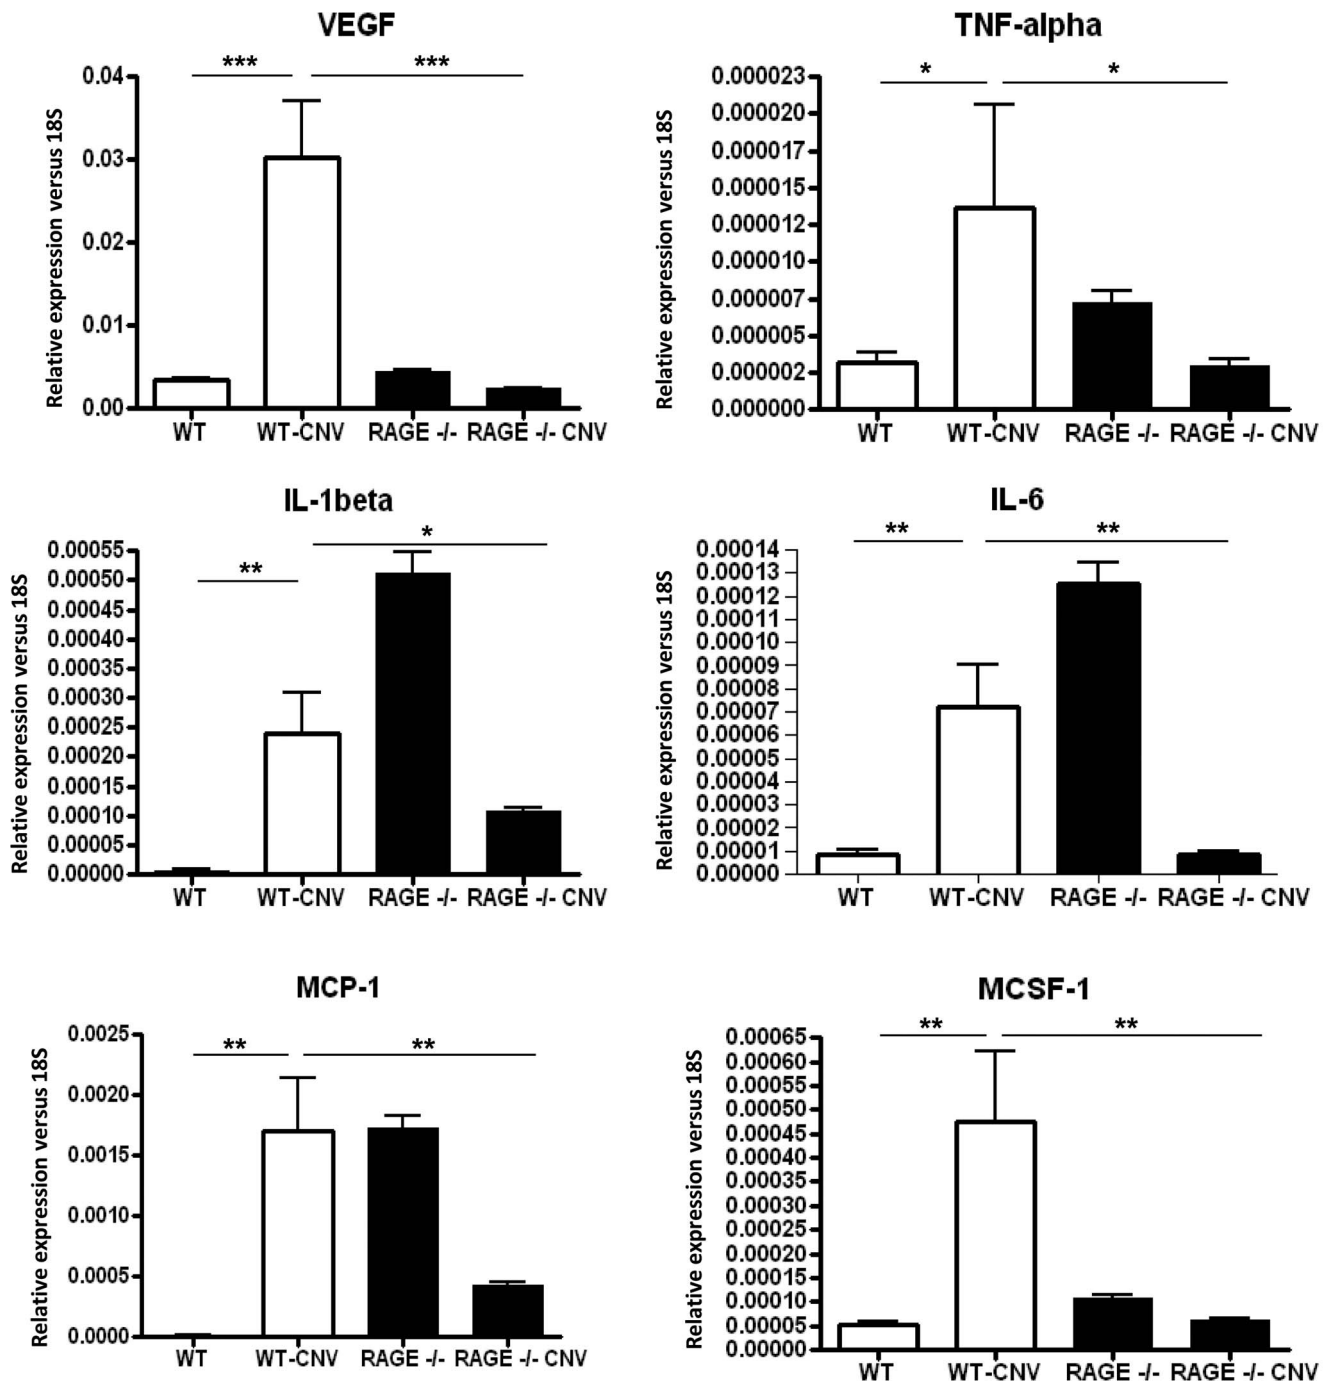 VEGF
***
***
Relative expression versus 18S
0.04
0.03
0.02
0.01
0.00
WT
WT-CNV
RAGE -/-
RAGE -/- CNV
TNF-alpha
*
*
Relative expression versus 18S
0.000023
0.000020
0.000017
0.000015
0.000012
0.000010
0.000007
0.000005
0.000002
0.000000
WT
WT-CNV
RAGE -/-
RAGE -/- CNV
IL-1beta
**
*
Relative expression versus 18S
0.00055
0.00050
0.00045
0.00040
0.00035
0.00030
0.00025
0.00020
0.00015
0.00010
0.00005
0.00000
WT
WT-CNV
RAGE -/-
RAGE -/- CNV
IL-6
**
**
Relative expression versus 18S
0.00014
0.00013
0.00012
0.00011
0.00010
0.00009
0.00008
0.00007
0.00006
0.00005
0.00004
0.00003
0.00002
0.00001
0.00000
WT
WT-CNV
RAGE -/-
RAGE -/- CNV
MCP-1
**
**
Relative expression versus 18S
0.0025
0.0020
0.0015
0.0010
0.0005
0.0000
WT
WT-CNV
RAGE -/-
RAGE -/- CNV
MCSF-1
**
**
Relative expression versus 18S
0.00065
0.00060
0.00055
0.00050
0.00045
0.00040
0.00035
0.00030
0.00025
0.00020
0.00015
0.00010
0.00005
0.00000
WT
WT-CNV
RAGE -/-
RAGE -/- CNV